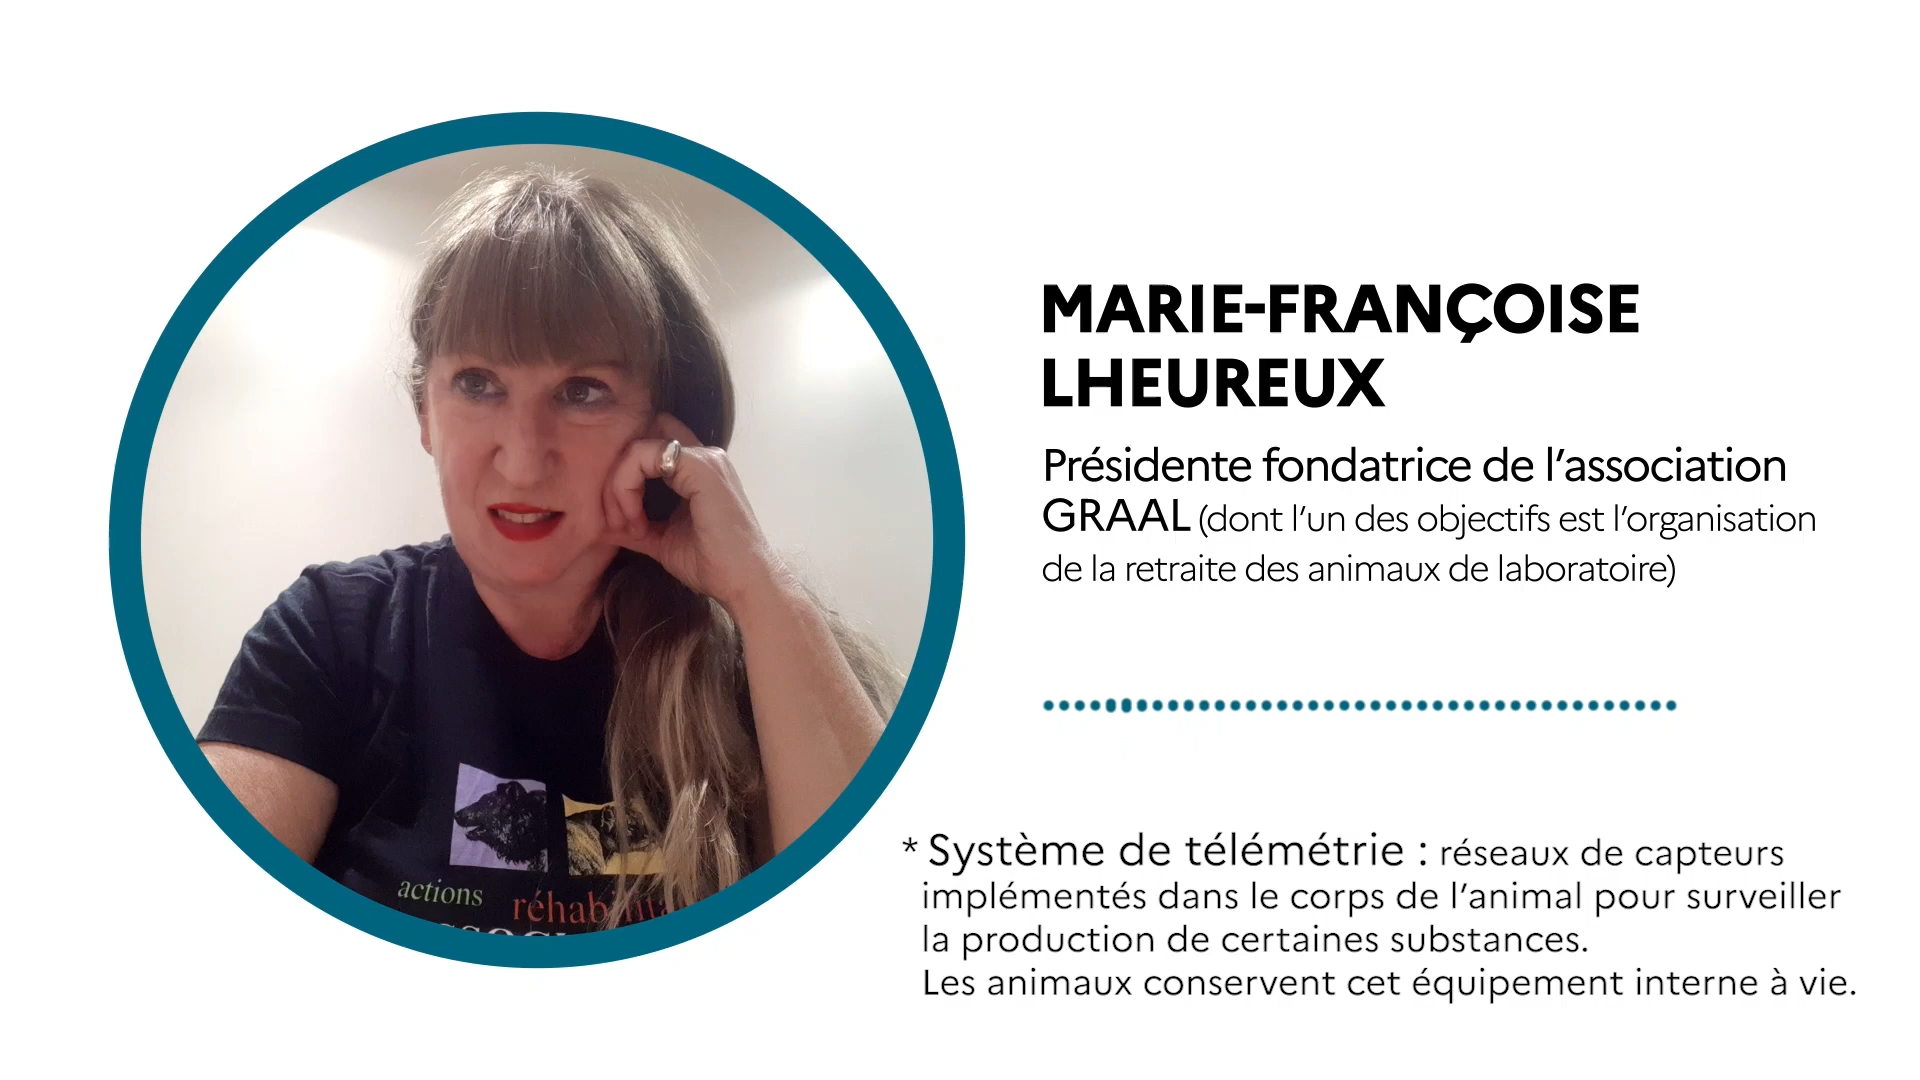 MARIE-FRANÇOISE
LHEUREUX
Présidente fondatrice de l'association
GRAAL (dont l'un des objectifs est l'organisation
de la retraite des animaux de laboratoire)
* Système de télémétrie : réseaux de capteurs
implémentés dans le corps de l'animal pour surveiller
la production de certaines substances.
Les animaux conservent cet équipement interne à vie.
actions